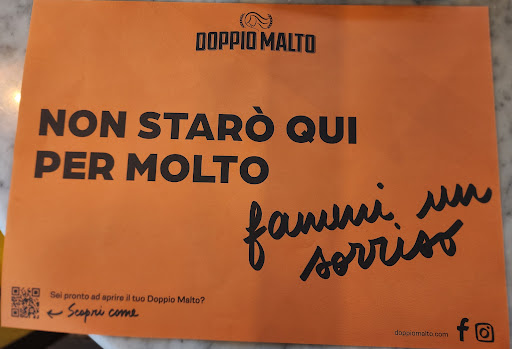 DOPPIO MALTO
NON STARÒ QUI
PER MOLTO
fammi un
sorriso
Sei pronto ad aprire il tuo Doppio Malto?
Scopri come
doppiomalto.com